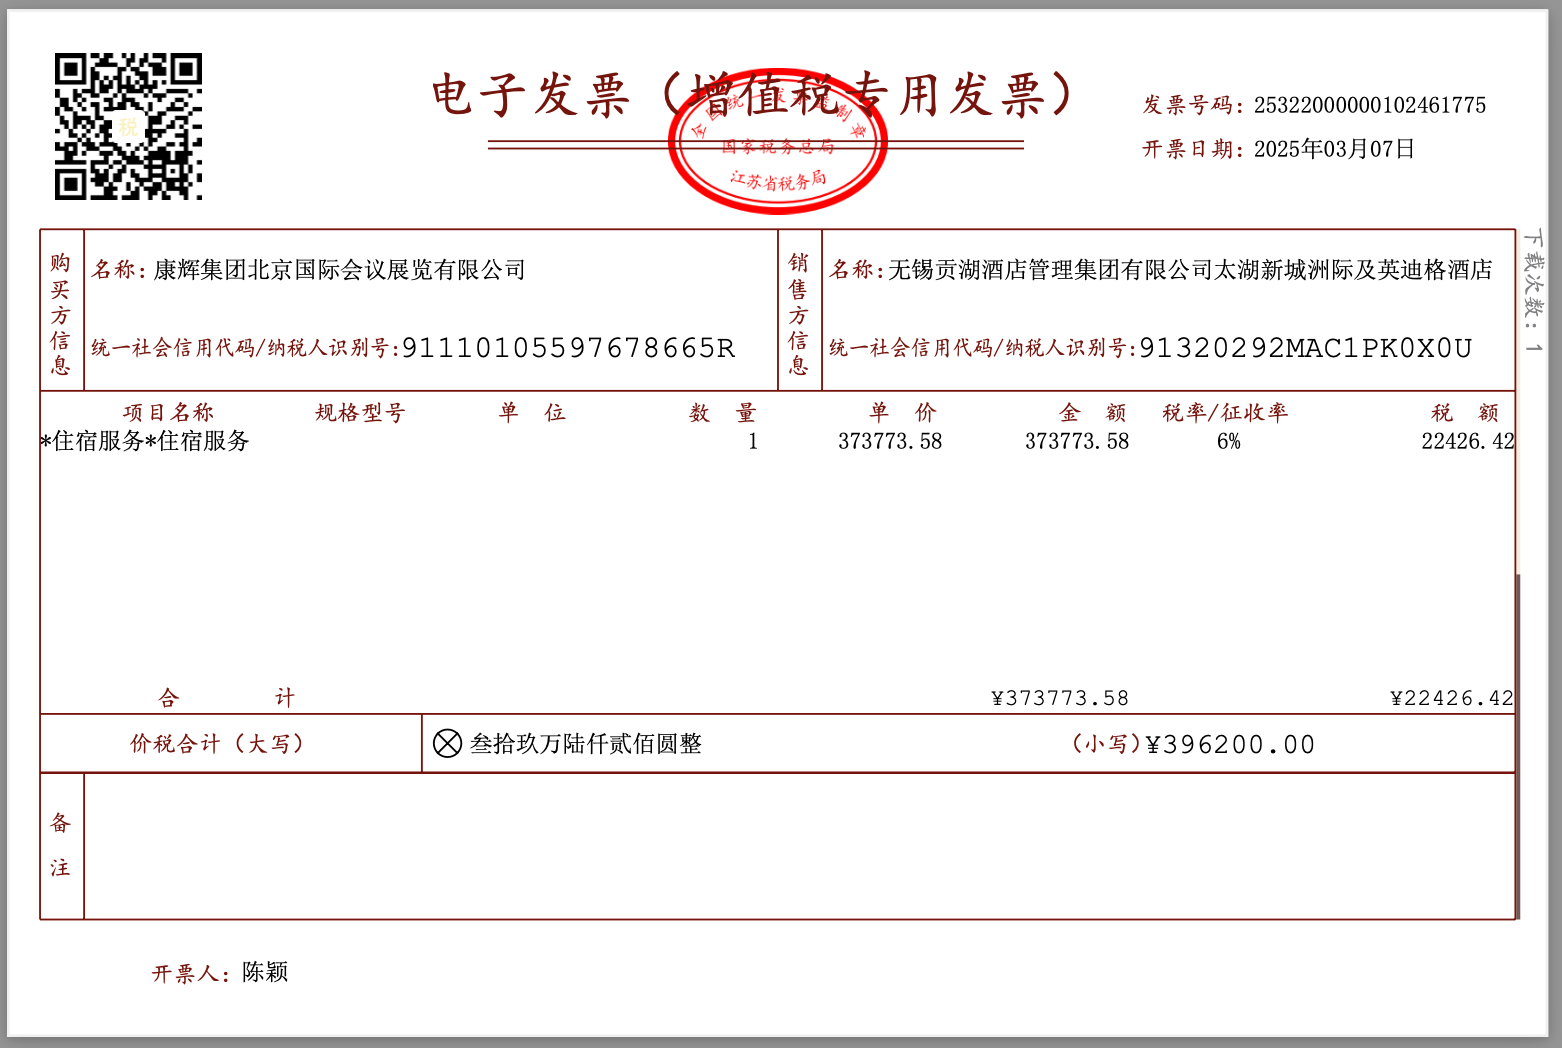 税
电子发票（增值税专用发票）
全国统一发票监制章
国家税务总局
江苏省税务局
发票号码：25322000000102461775
开票日期：2025年03月07日
下载次数：1
购买方信息
名称：康辉集团北京国际会议展览有限公司
统一社会信用代码/纳税人识别号：91110105597678665R
销售方信息
名称：无锡贡湖酒店管理集团有限公司太湖新城洲际及英迪格酒店
统一社会信用代码/纳税人识别号：91320292MAC1PK0X0U
项目名称 规格型号 单 位 数 量 单 价 金 额 税率/征收率 税 额
*住宿服务*住宿服务 1 373773.58 373773.58 6% 22426.42
合 计 ¥373773.58 ¥22426.42
价税合计（大写） 叁拾玖万陆仟贰佰圆整 （小写）¥396200.00
备注
开票人：陈颖